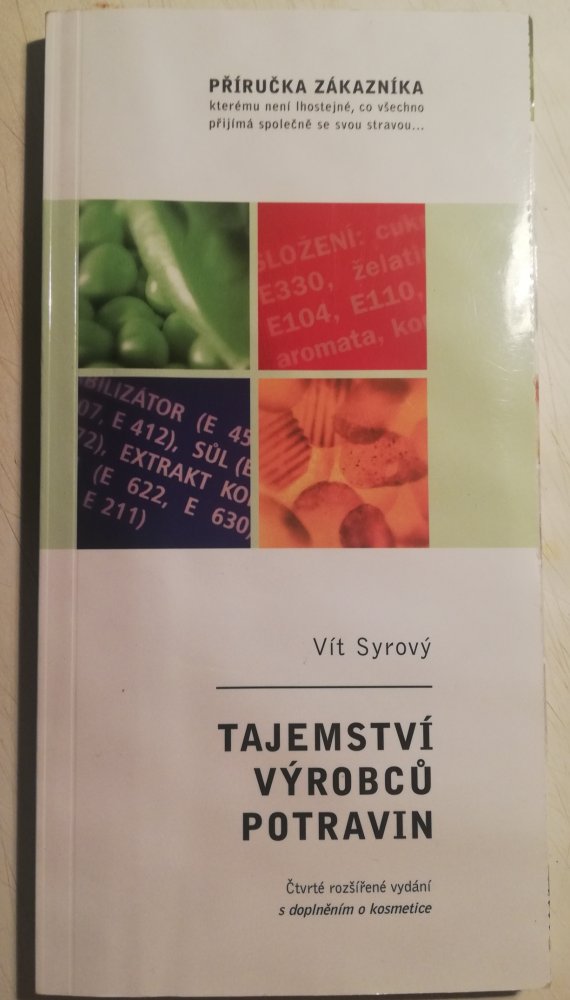 PŘÍRUČKA ZÁKAZNÍKA
kterému není lhostejné, co všechno
přijímá společně se svou stravou...
SLOŽENÍ: cuk
E330, želati
E104, E110,
aromata, ko
BILIZÁTOR (E 45
07, E 412), SŮL (E
72), EXTRAKT KO
(E 622, E 630)
E 211)
Vít Syrový
TAJEMSTVÍ
VÝROBCŮ
POTRAVIN
Čtvrté rozšířené vydání
s doplněním o kosmetice